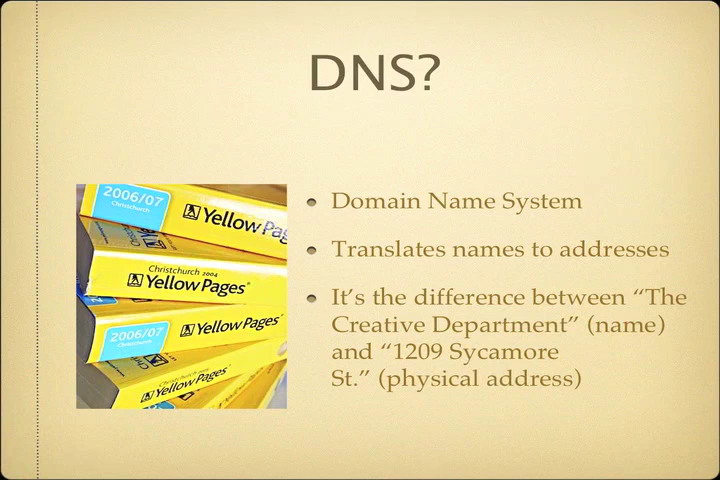 DNS?
2006/07
Christchurch
Yellow Pag
Christchurch 2004
Yellow Pages
2006/07
Christchurch
Yellow Pages
Yellow Pages
• Domain Name System
• Translates names to addresses
• It’s the difference between “The
Creative Department” (name)
and “1209 Sycamore
St.” (physical address)